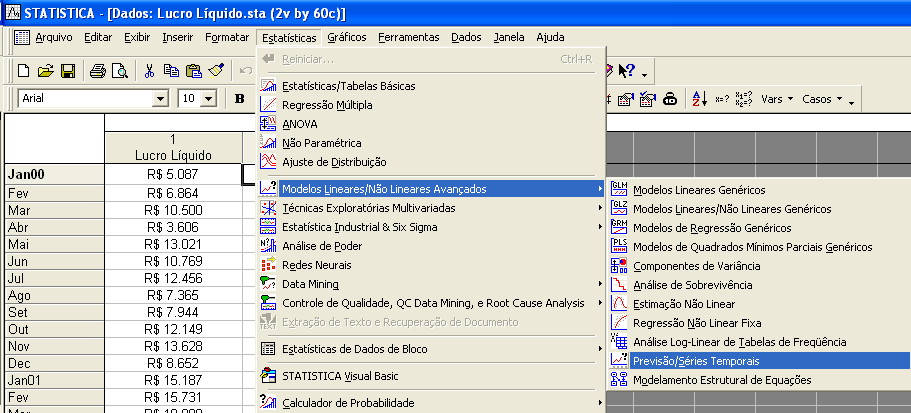 STATISTICA - [Dados: Lucro Líquido.sta (2v by 60c)]
Arquivo Editar Exibir Inserir Formatar Estatísticas Gráficos Ferramentas Dados Janela Ajuda
Reiniciar... Ctrl+R
Arial 10 B
Vars Casos
Estatísticas/Tabelas Básicas
Regressão Múltipla
ANOVA
Não Paramétrica
Ajuste de Distribuição
Modelos Lineares/Não Lineares Avançados
Técnicas Exploratórias Multivariadas
Estatística Industrial & Six Sigma
Análise de Poder
Redes Neurais
Data Mining
Controle de Qualidade, QC Data Mining, e Root Cause Analysis
Extração de Texto e Recuperação de Documento
Estatísticas de Dados de Bloco
STATISTICA Visual Basic
Calculador de Probabilidade
GLM Modelos Lineares Genéricos
GLZ Modelos Lineares/Não Lineares Genéricos
GRM Modelos de Regressão Genéricos
PLS Modelos de Quadrados Mínimos Parciais Genéricos
Componentes de Variância
Análise de Sobrevivência
Estimação Não Linear
Regressão Não Linear Fixa
Análise Log-Linear de Tabelas de Freqüência
Previsão/Séries Temporais
Modelamento Estrutural de Equações
1
Lucro Líquido
Jan00 R$ 5.087
Fev R$ 6.864
Mar R$ 10.500
Abr R$ 3.606
Mai R$ 13.021
Jun R$ 10.769
Jul R$ 12.456
Ago R$ 7.365
Set R$ 7.944
Out R$ 12.149
Nov R$ 13.628
Dec R$ 8.652
Jan01 R$ 15.187
Fev R$ 15.731